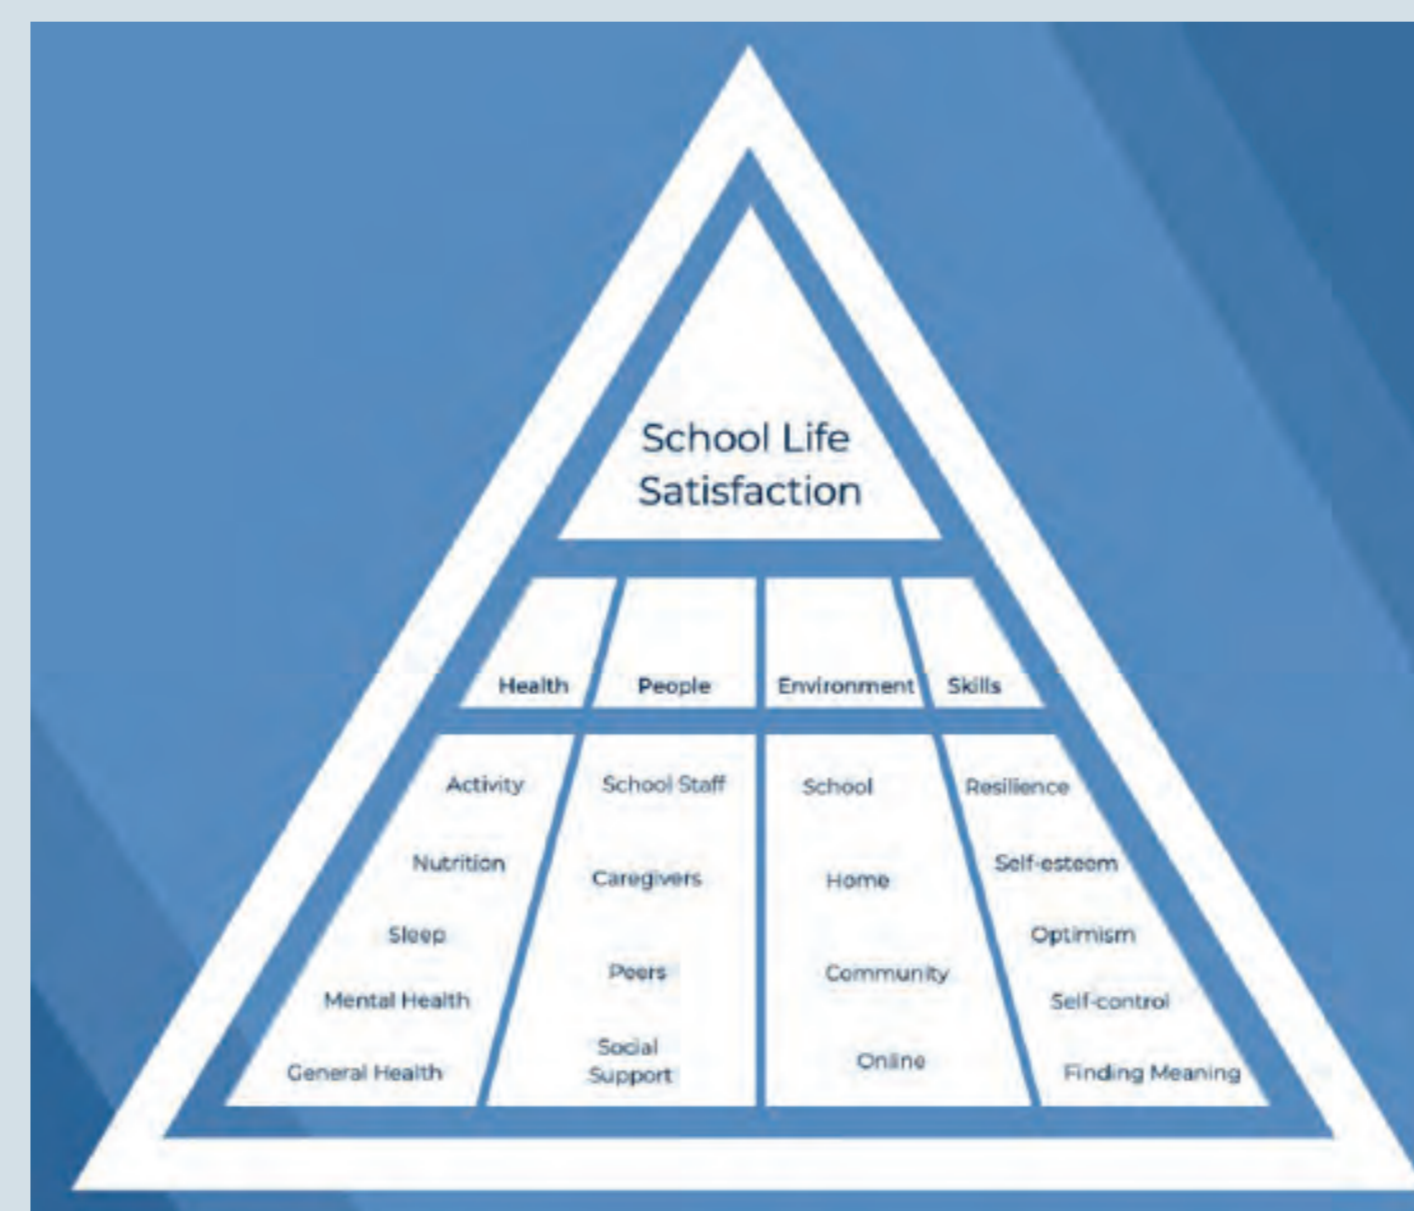 School Life
Satisfaction
Health
People
Environment
Skills
Activity
Nutrition
Sleep
Mental Health
General Health
School Staff
Caregivers
Peers
Social
Support
School
Home
Community
Online
Resilience
Self-esteem
Optimism
Self-control
Finding Meaning